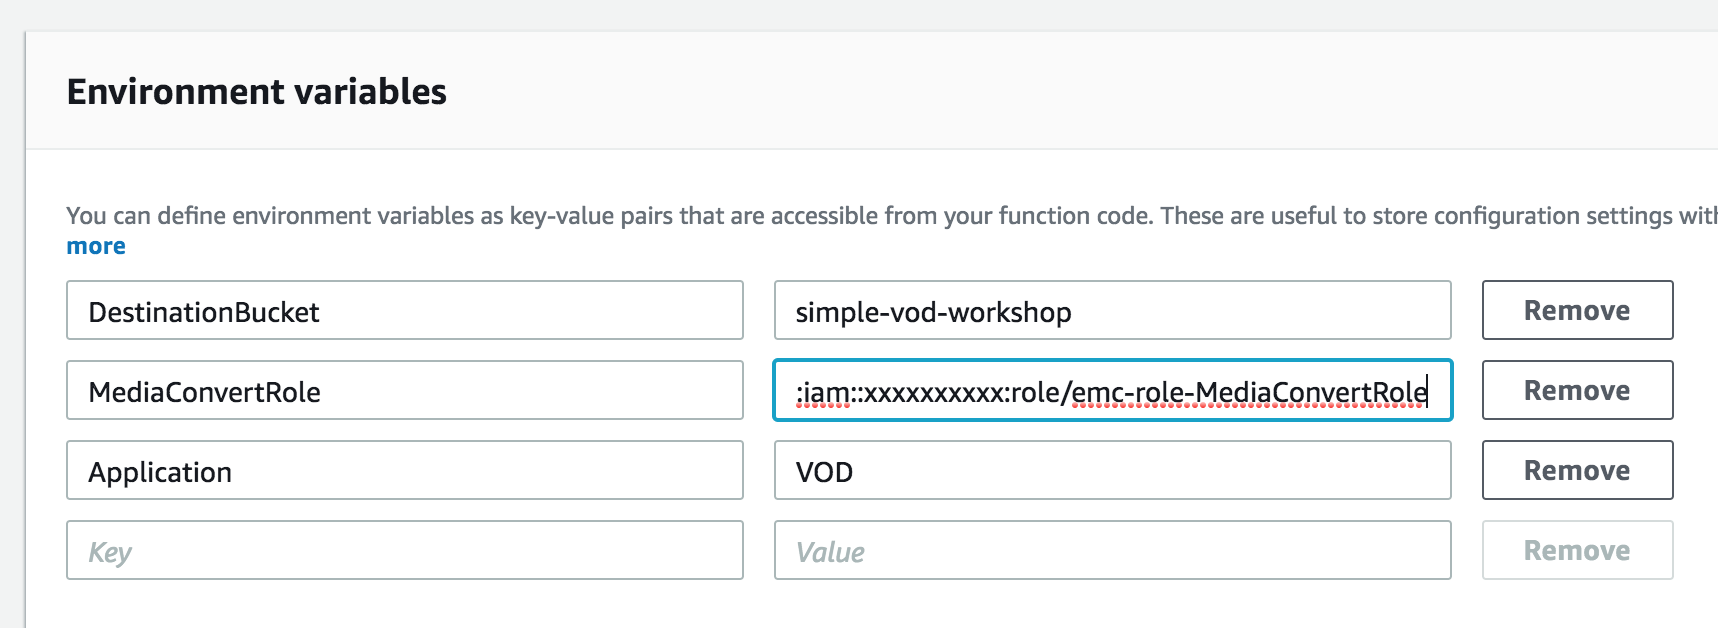 Environment variables
You can define environment variables as key-value pairs that are accessible from your function code. These are useful to store configuration settings with
more
DestinationBucket simple-vod-workshop Remove
MediaConvertRole :iam::xxxxxxxxxx:role/emc-role-MediaConvertRole Remove
Application VOD Remove
Key Value Remove